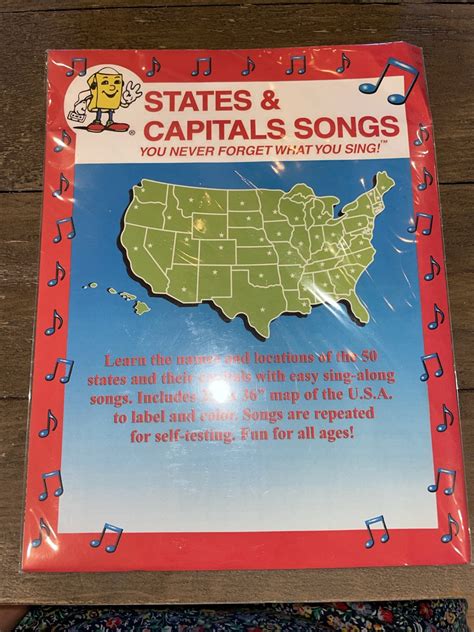 STATES &
CAPITALS SONGS
YOU NEVER FORGET WHAT YOU SING!™
®
Learn the names and locations of the 50
states and their capitals with easy sing-along
songs. Includes x 36" map of the U.S.A.
to label and color. Songs are repeated
for self-testing. Fun for all ages!